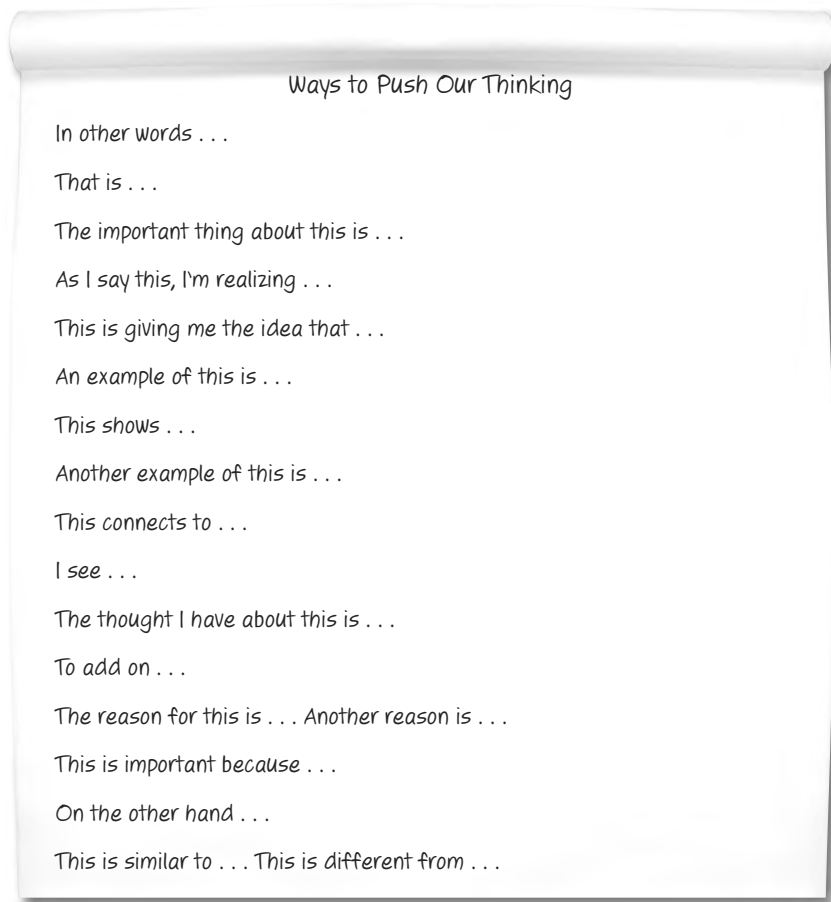 Ways to Push Our Thinking
In other words . . .
That is . . .
The important thing about this is . . .
As I say this, I'm realizing . . .
This is giving me the idea that . . .
An example of this is . . .
This shows . . .
Another example of this is . . .
This connects to . . .
I see . . .
The thought I have about this is . . .
To add on . . .
The reason for this is . . . Another reason is . . .
This is important because . . .
On the other hand . . .
This is similar to . . . This is different from . . .